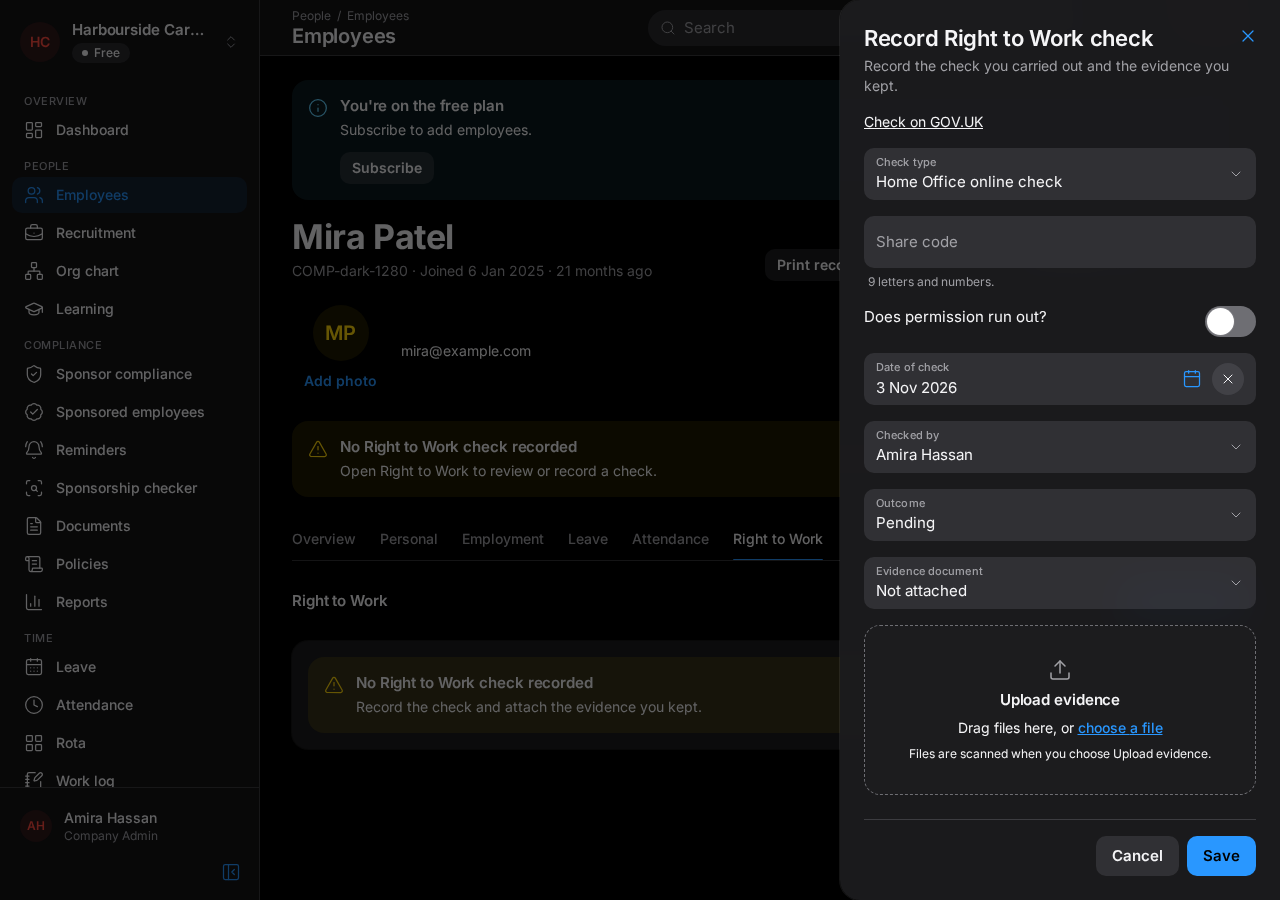 HC
Harbourside Car...
Free
OVERVIEW
Dashboard
PEOPLE
Employees
Recruitment
Org chart
Learning
COMPLIANCE
Sponsor compliance
Sponsored employees
Reminders
Sponsorship checker
Documents
Policies
Reports
TIME
Leave
Attendance
Rota
Work log
AH
Amira Hassan
Company Admin
People / Employees
Employees
Search
You're on the free plan
Subscribe to add employees.
Subscribe
Mira Patel
COMP-dark-1280 · Joined 6 Jan 2025 · 21 months ago
Print reco
MP
mira@example.com
Add photo
No Right to Work check recorded
Open Right to Work to review or record a check.
Overview Personal Employment Leave Attendance Right to Work
Right to Work
No Right to Work check recorded
Record the check and attach the evidence you kept.
Record Right to Work check
Record the check you carried out and the evidence you
kept.
Check on GOV.UK
Check type
Home Office online check
Share code
9 letters and numbers.
Does permission run out?
Date of check
3 Nov 2026
Checked by
Amira Hassan
Outcome
Pending
Evidence document
Not attached
Upload evidence
Drag files here, or choose a file
Files are scanned when you choose Upload evidence.
Cancel
Save